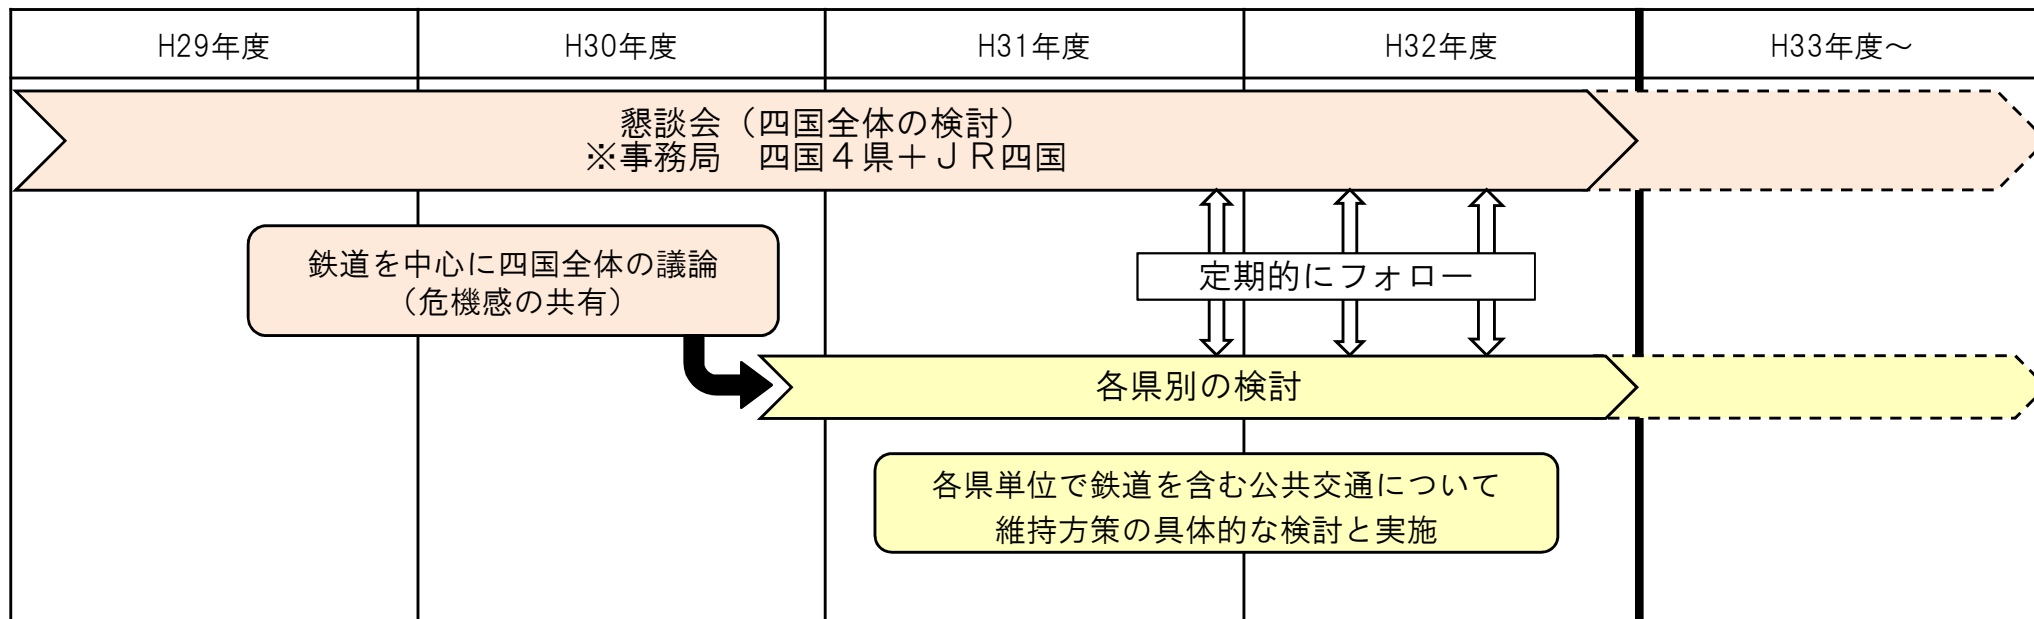 H29年度
H30年度
H31年度
H32年度
H33年度～
懇談会（四国全体の検討）
※事務局　四国４県＋ＪＲ四国
鉄道を中心に四国全体の議論
（危機感の共有）
定期的にフォロー
各県別の検討
各県単位で鉄道を含む公共交通について
維持方策の具体的な検討と実施